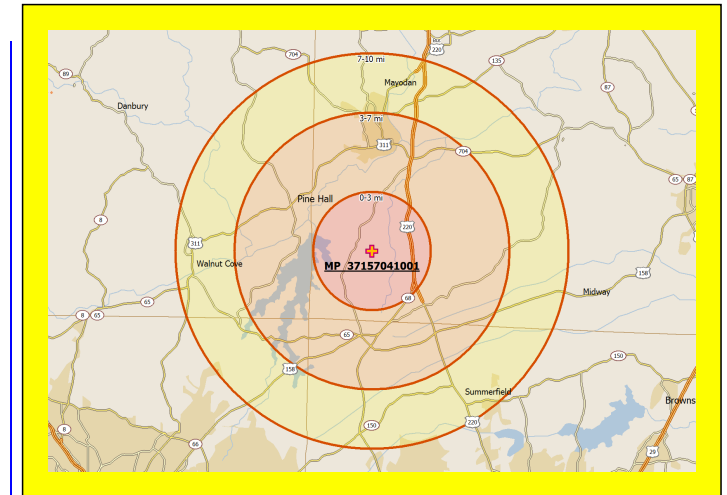 220
704
7-10 mi
135
89
Mayodan
87
Danbury
3-7 mi
311
704
65
87
Pine Hall
0-3 mi
8
220
311
MP 37157041001
Walnut Cove
158
Midway
68
65
8
65
65
150
158
Summerfield
Browns
150
220
8
66
29